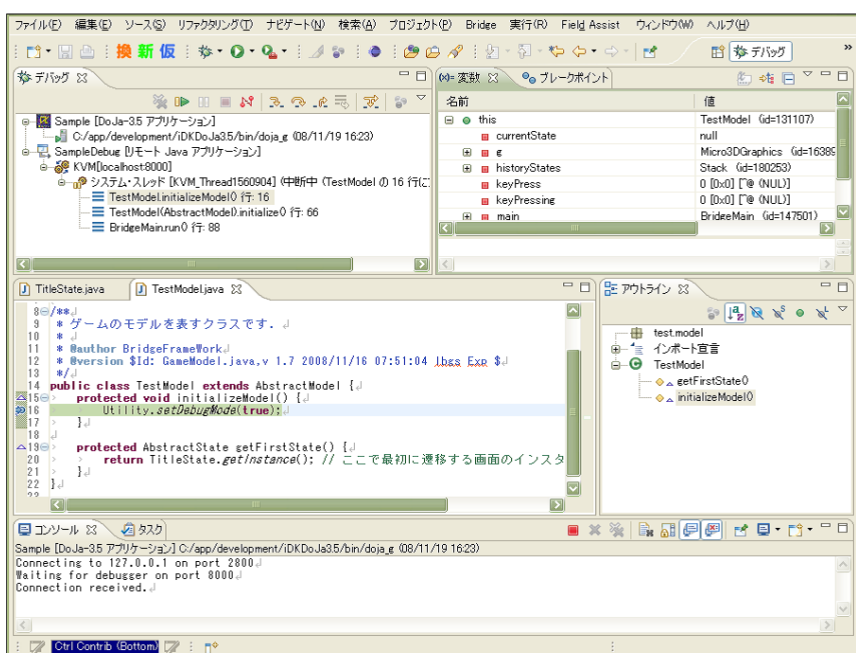 ファイル(F) 編集(E) ソース(S) リファクタリング(T) ナビゲート(N) 検索(A) プロジェクト(P) Bridge 実行(R) Field Assist ウィンドウ(W) ヘルプ(H)
換 新 仮 デバッグ »
デバッグ
Sample [DoJa-3.5 アプリケーション]
C:/app/development/iDKDoJa3.5/bin/doja_g (08/11/19 16:23)
SampleDebug [リモート Java アプリケーション]
KVM[localhost:8000]
システム・スレッド [KVM_Thread1560904] (中断中 (TestModel の 16 行(に
TestModel.initializeModel() 行: 16
TestModel(AbstractModel).initialize() 行: 66
BridgeMain.run() 行: 88
(x)= 変数 ブレークポイント
名前 値
this TestModel (id=131107)
currentState null
g Micro3DGraphics (id=16389
historyStates Stack (id=180253)
keyPress 0 [0x0] [^@ (NUL)]
keyPressing 0 [0x0] [^@ (NUL)]
main BridgeMain (id=147501)
TitleState.java TestModel.java
8 /**
9 * ゲームのモデルを表すクラスです.
10 *
11 * @author BridgeFrameWork
12 * @version $Id: GameModel.java,v 1.7 2008/11/16 07:51:04 lbgs Exp $
13 */
14 public class TestModel extends AbstractModel {
15 protected void initializeModel() {
16 Utility.setDebugMode(true);
17 }
18
19 protected AbstractState getFirstState() {
20 return TitleState.getInstance(); // ここで最初に遷移する画面のインスタ
21 }
22 }
23
アウトライン
test.model
インポート宣言
TestModel
getFirstState()
initializeModel()
コンソール タスク
Sample [DoJa-3.5 アプリケーション] C:/app/development/iDKDoJa3.5/bin/doja_g (08/11/19 16:23)
Connecting to 127.0.0.1 on port 2800
Waiting for debugger on port 8000
Connection received.
Ctrl Contrib (Bottom)